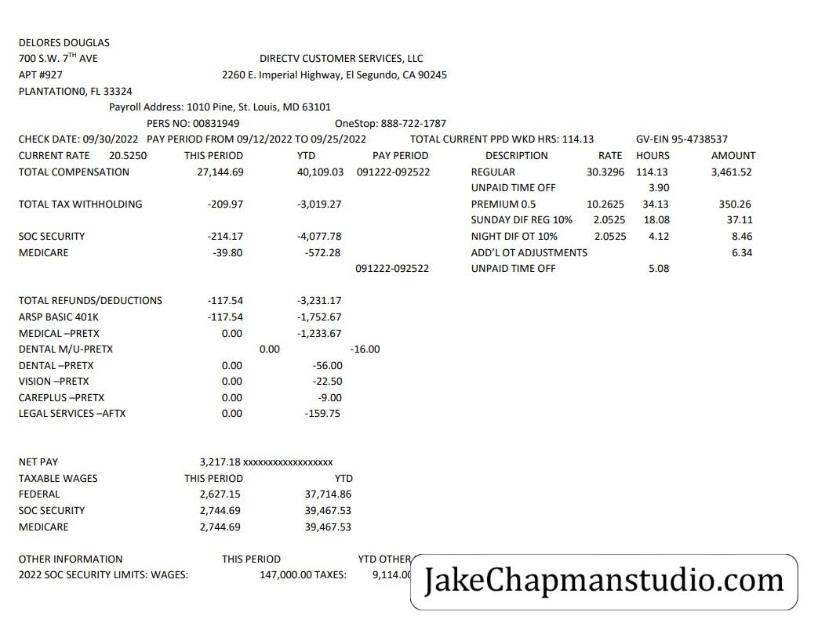 DELORES DOUGLAS
700 S.W. 7TH AVE DIRECTV CUSTOMER SERVICES, LLC
APT #927 2260 E. Imperial Highway, El Segundo, CA 90245
PLANTATION0, FL 33324
Payroll Address: 1010 Pine, St. Louis, MD 63101
PERS NO: 00831949 OneStop: 888-722-1787
CHECK DATE: 09/30/2022 PAY PERIOD FROM 09/12/2022 TO 09/25/2022 TOTAL CURRENT PPD WKD HRS: 114.13 GV-EIN 95-4738537
CURRENT RATE 20.5250 THIS PERIOD YTD PAY PERIOD DESCRIPTION RATE HOURS AMOUNT
TOTAL COMPENSATION 27,144.69 40,109.03 091222-092522 REGULAR 30.3296 114.13 3,461.52
UNPAID TIME OFF 3.90
TOTAL TAX WITHHOLDING -209.97 -3,019.27 PREMIUM 0.5 10.2625 34.13 350.26
SUNDAY DIF REG 10% 2.0525 18.08 37.11
SOC SECURITY -214.17 -4,077.78 NIGHT DIF OT 10% 2.0525 4.12 8.46
MEDICARE -39.80 -572.28 ADD'L OT ADJUSTMENTS 6.34
091222-092522 UNPAID TIME OFF 5.08
TOTAL REFUNDS/DEDUCTIONS -117.54 -3,231.17
ARSP BASIC 401K -117.54 -1,752.67
MEDICAL –PRETX 0.00 -1,233.67
DENTAL M/U-PRETX 0.00 -16.00
DENTAL –PRETX 0.00 -56.00
VISION –PRETX 0.00 -22.50
CAREPLUS –PRETX 0.00 -9.00
LEGAL SERVICES –AFTX 0.00 -159.75
NET PAY 3,217.18 xxxxxxxxxxxxxxxxxx
TAXABLE WAGES THIS PERIOD YTD
FEDERAL 2,627.15 37,714.86
SOC SECURITY 2,744.69 39,467.53
MEDICARE 2,744.69 39,467.53
OTHER INFORMATION THIS PERIOD YTD OTHER
2022 SOC SECURITY LIMITS: WAGES: 147,000.00 TAXES: 9,114.00
JakeChapmanstudio.com